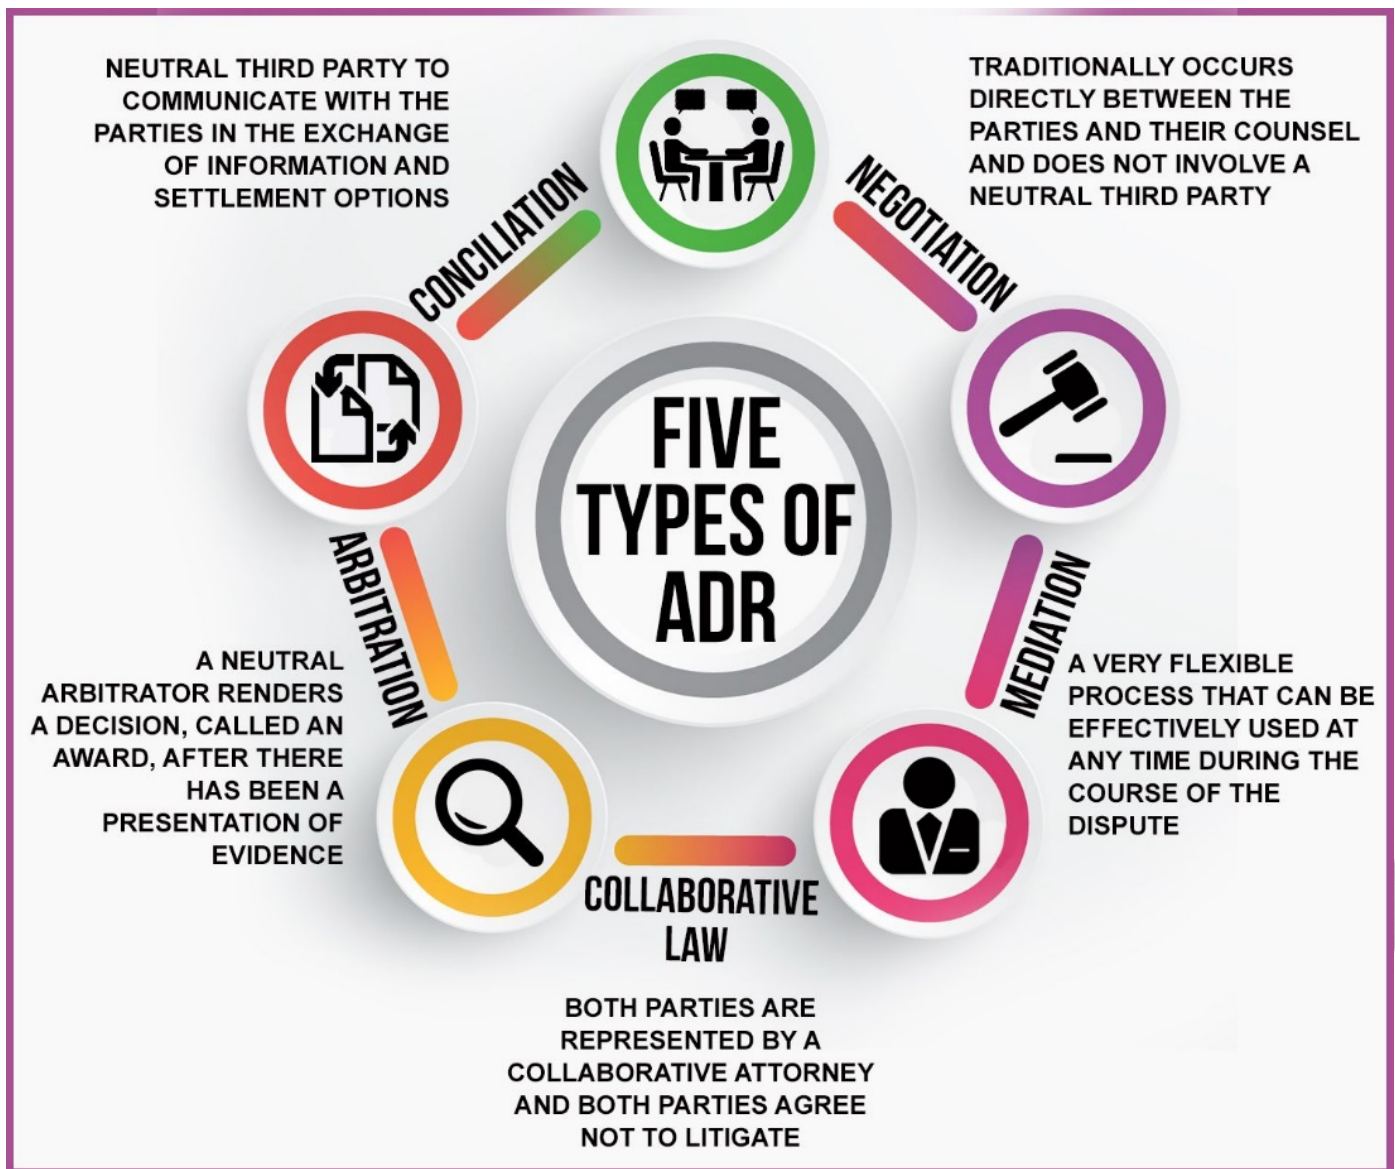 NEUTRAL THIRD PARTY TO
COMMUNICATE WITH THE
PARTIES IN THE EXCHANGE
OF INFORMATION AND
SETTLEMENT OPTIONS
CONCILIATION
TRADITIONALLY OCCURS
DIRECTLY BETWEEN THE
PARTIES AND THEIR COUNSEL
AND DOES NOT INVOLVE A
NEUTRAL THIRD PARTY
NEGOTIATION
FIVE
TYPES OF
ADR
ARBITRATION
A NEUTRAL
ARBITRATOR RENDERS
A DECISION, CALLED AN
AWARD, AFTER THERE
HAS BEEN A
PRESENTATION OF
EVIDENCE
MEDIATION
A VERY FLEXIBLE
PROCESS THAT CAN BE
EFFECTIVELY USED AT
ANY TIME DURING THE
COURSE OF THE
DISPUTE
COLLABORATIVE
LAW
BOTH PARTIES ARE
REPRESENTED BY A
COLLABORATIVE ATTORNEY
AND BOTH PARTIES AGREE
NOT TO LITIGATE